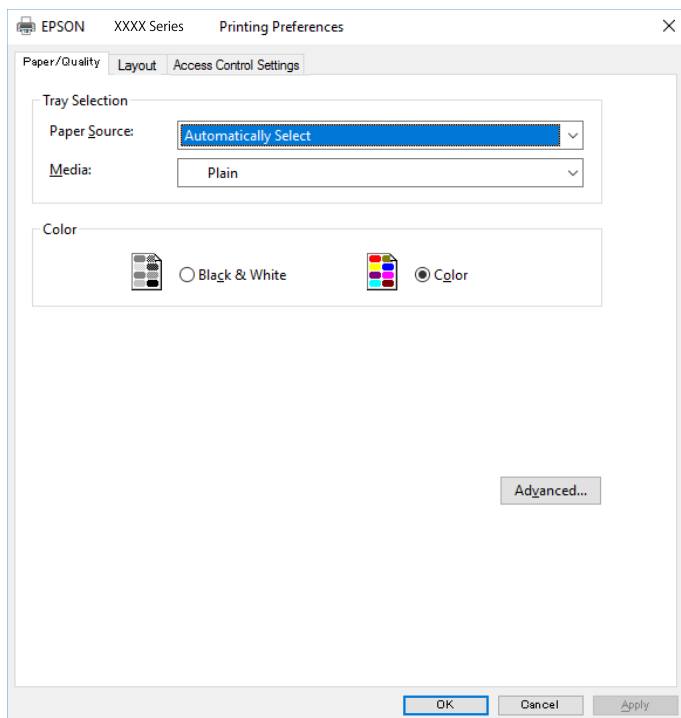 EPSON XXXX Series Printing Preferences
Paper/Quality Layout Access Control Settings
Tray Selection
Paper Source: Automatically Select
Media: Plain
Color
Black & White Color
Advanced...
OK Cancel Apply